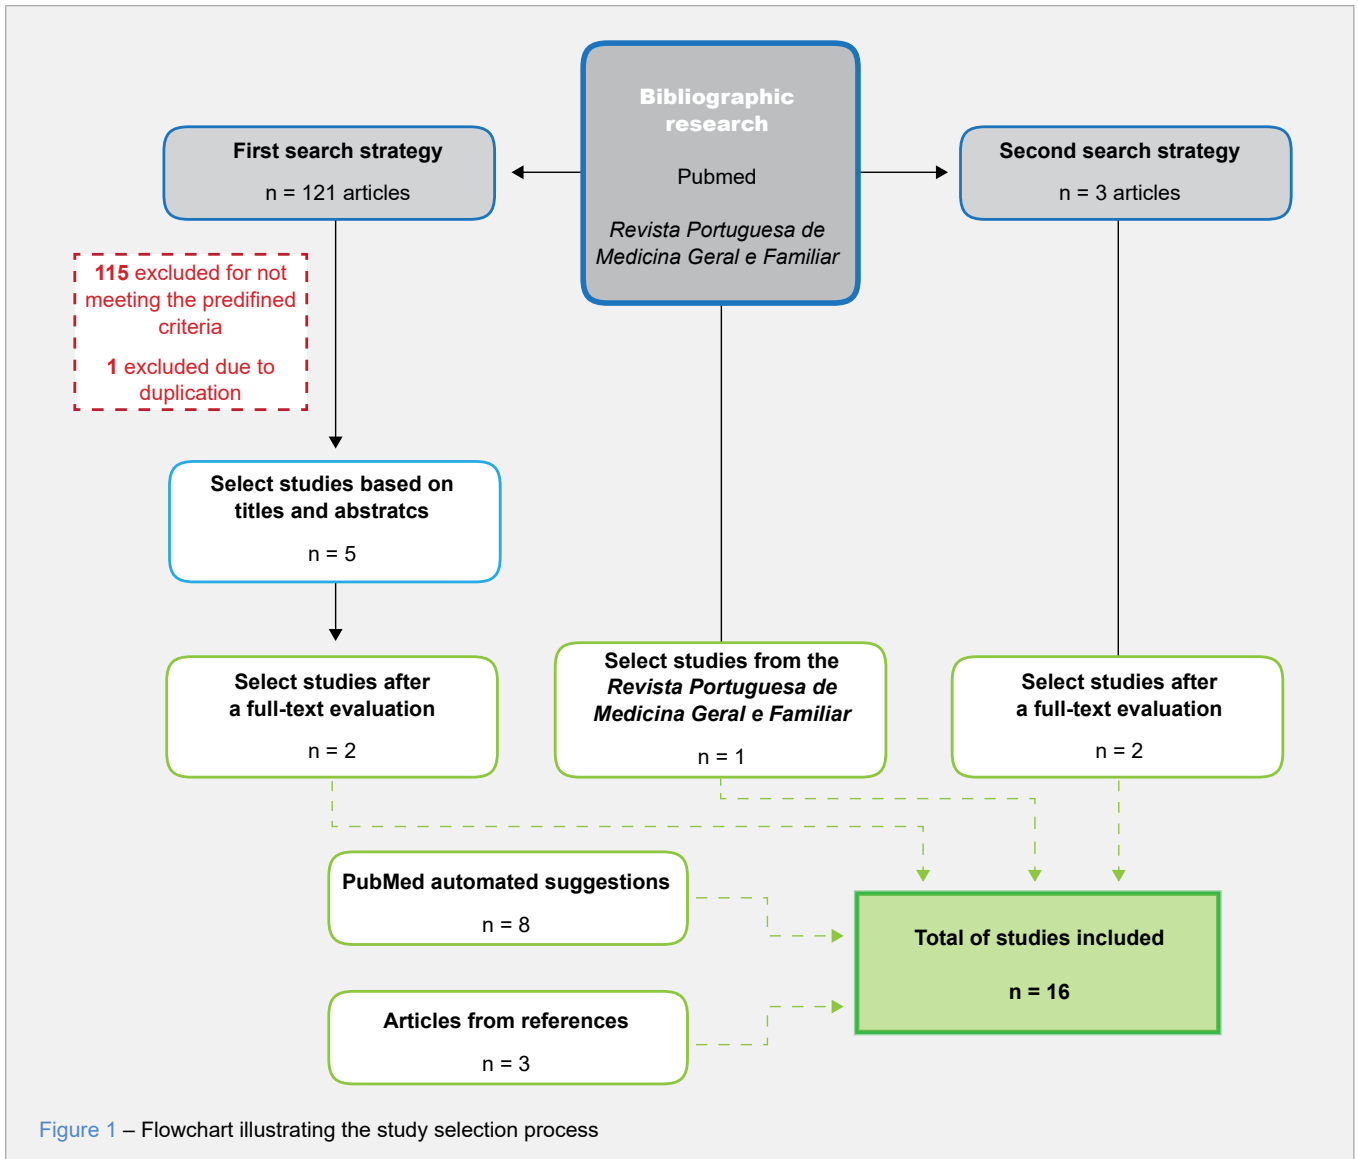 Bibliographic
research
Pubmed
Revista Portuguesa de
Medicina Geral e Familiar
First search strategy
n = 121 articles
Second search strategy
n = 3 articles
115 excluded for not
meeting the predifined
criteria
1 excluded due to
duplication
Select studies based on
titles and abstratcs
n = 5
Select studies after
a full-text evaluation
n = 2
Select studies from the
Revista Portuguesa de
Medicina Geral e Familiar
n = 1
Select studies after
a full-text evaluation
n = 2
PubMed automated suggestions
n = 8
Articles from references
n = 3
Total of studies included
n = 16
Figure 1 – Flowchart illustrating the study selection process